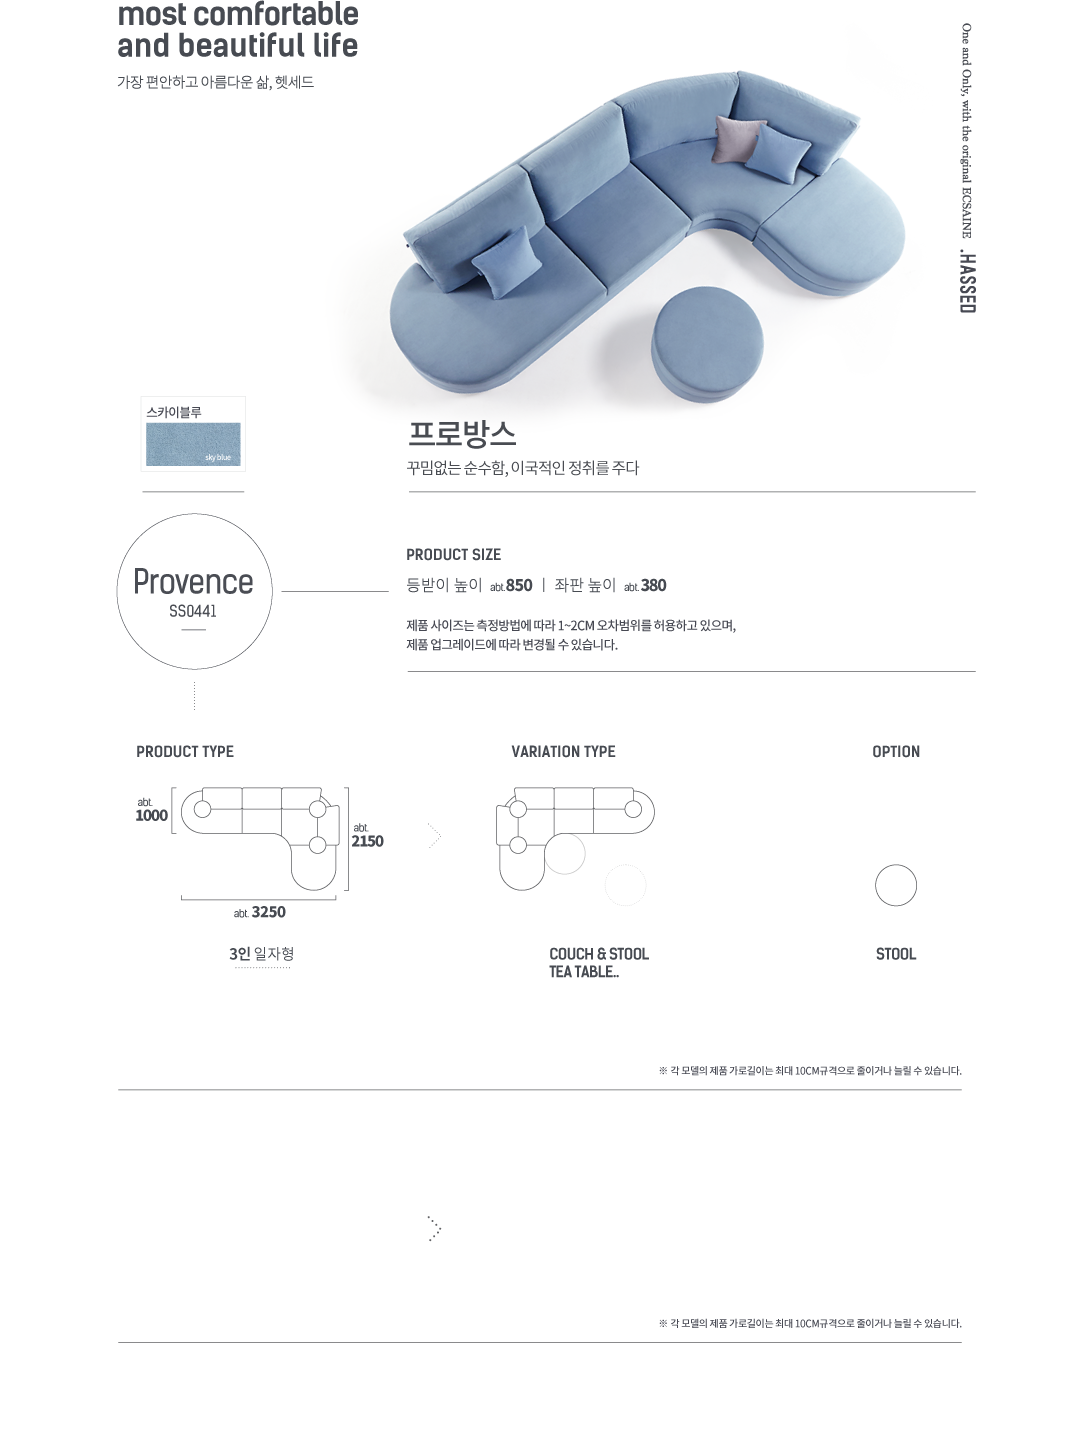 most comfortable
and beautiful life
가장 편안하고 아름다운 삶, 헷세드
One and Only, with the original ECSAINE .HASSED
스카이블루
sky blue
프로방스
꾸밈없는 순수함, 이국적인 정취를 주다
Provence
SS0441
PRODUCT SIZE
등받이 높이 abt.850 | 좌판 높이 abt.380
제품 사이즈는 측정방법에 따라 1~2CM 오차범위를 허용하고 있으며,
제품 업그레이드에 따라 변경될 수 있습니다.
PRODUCT TYPE
abt.
1000
abt.
2150
abt. 3250
3인 일자형
VARIATION TYPE
COUCH & STOOL
TEA TABLE..
OPTION
STOOL
※ 각 모델의 제품 가로길이는 최대 10CM규격으로 줄이거나 늘릴 수 있습니다.
※ 각 모델의 제품 가로길이는 최대 10CM규격으로 줄이거나 늘릴 수 있습니다.